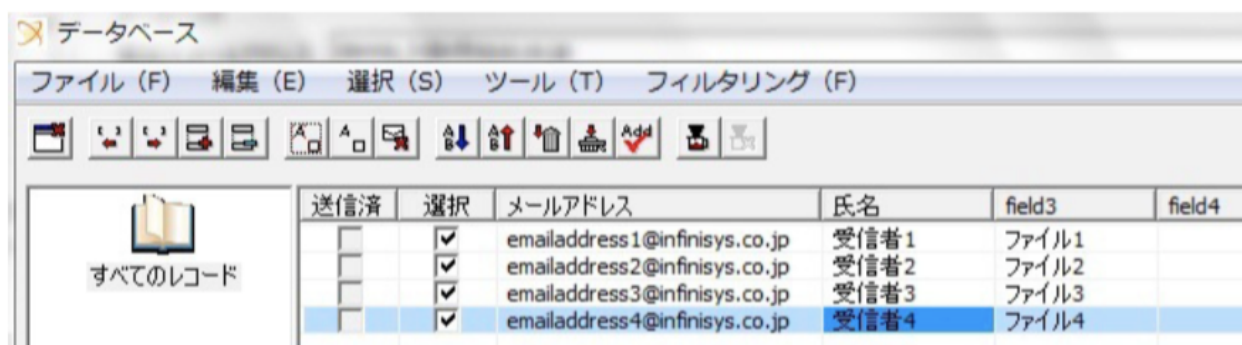 データベース
ファイル (F) 編集 (E) 選択 (S) ツール (T) フィルタリング (F)
すべてのレコード
送信済 選択 メールアドレス 氏名 field3 field4
emailaddress1@infinisys.co.jp 受信者1 ファイル1
emailaddress2@infinisys.co.jp 受信者2 ファイル2
emailaddress3@infinisys.co.jp 受信者3 ファイル3
emailaddress4@infinisys.co.jp 受信者4 ファイル4